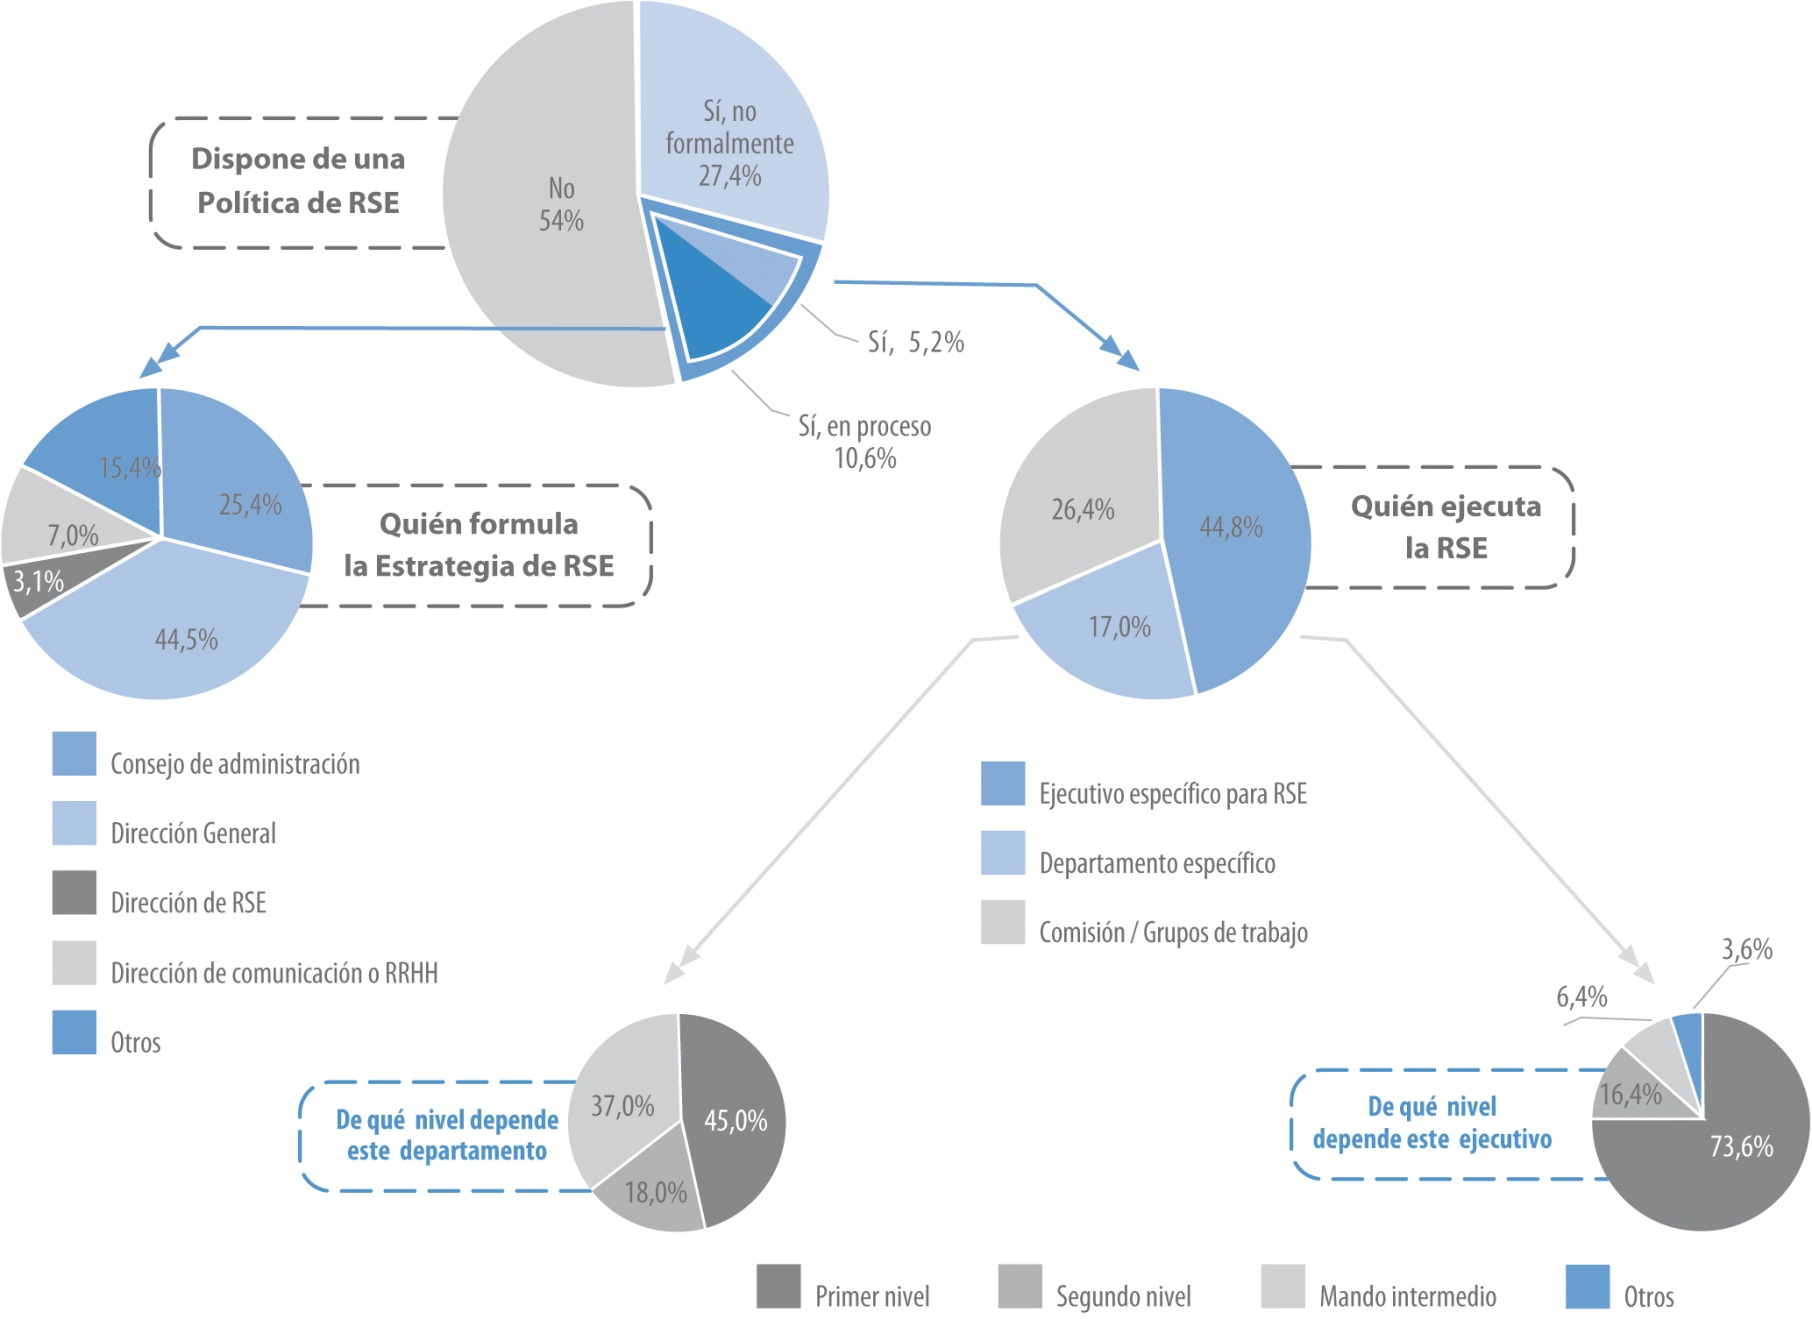 Dispone de una
Política de RSE
No
54%
Sí, no
formalmente
27,4%
Sí, 5,2%
Sí, en proceso
10,6%
15,4%
25,4%
7,0%
3,1%
44,5%
Quién formula
la Estrategia de RSE
Consejo de administración
Dirección General
Dirección de RSE
Dirección de comunicación o RRHH
Otros
26,4%
44,8%
17,0%
Quién ejecuta
la RSE
Ejecutivo específico para RSE
Departamento específico
Comisión / Grupos de trabajo
De qué nivel depende
este departamento
37,0%
45,0%
18,0%
De qué nivel
depende este ejecutivo
3,6%
6,4%
16,4%
73,6%
Primer nivel
Segundo nivel
Mando intermedio
Otros